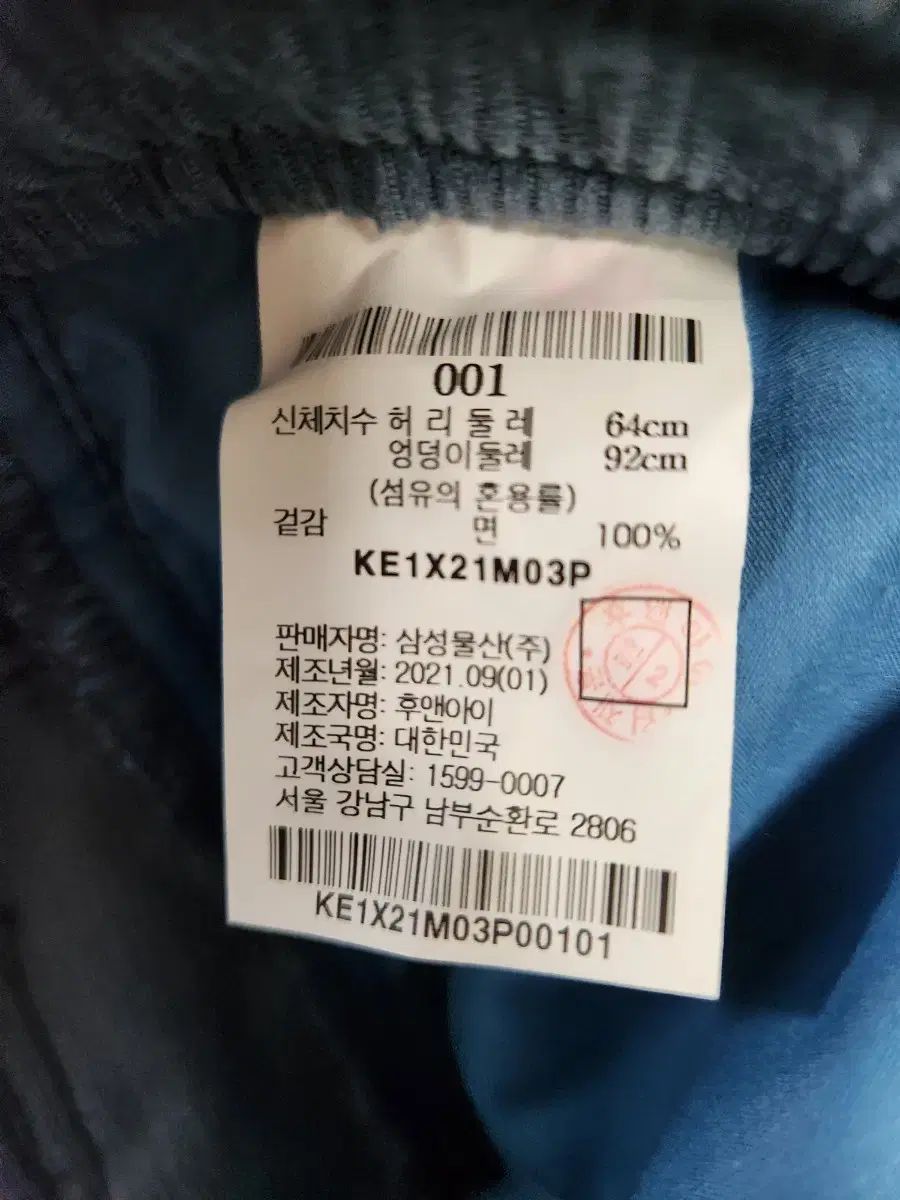 001
신체치수 허 리 둘 레 64cm
엉덩이둘레 92cm
(섬유의 혼용률)
겉감 면 100%
KE1X21M03P
판매자명: 삼성물산(주)
제조년월: 2021.09(01)
제조자명: 후앤아이
제조국명: 대한민국
고객상담실: 1599-0007
서울 강남구 남부순환로 2806
KE1X21M03P00101